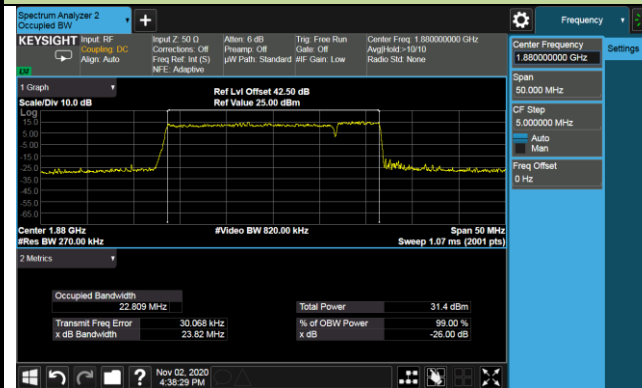 Spectrum Analyzer 2
Occupied BW
KEYSIGHT
Input: RF
Coupling: DC
Align: Auto
Input Z: 50 Ω
Corrections: Off
Freq Ref: Int (S)
NFE: Adaptive
Atten: 6 dB
Preamp: Off
µW Path: Standard
Trig: Free Run
Gate: Off
#IF Gain: Low
Center Freq: 1.880000000 GHz
Avg|Hold:>10/10
Radio Std: None
1 Graph
Scale/Div 10.0 dB
Ref Lvl Offset 42.50 dB
Ref Value 25.00 dBm
Log
15.0
5.00
-5.00
-15.0
-25.0
-35.0
-45.0
-55.0
-65.0
Center 1.88 GHz
#Video BW 820.00 kHz
Span 50 MHz
#Res BW 270.00 kHz
Sweep 1.07 ms (2001 pts)
2 Metrics
Occupied Bandwidth
22.809 MHz
Total Power 31.4 dBm
Transmit Freq Error 30.068 kHz
% of OBW Power 99.00 %
x dB Bandwidth 23.82 MHz
x dB -26.00 dB
?
Nov 02, 2020
4:38:29 PM
Frequency
Settings
Center Frequency
1.880000000 GHz
Span
50.000 MHz
CF Step
5.000000 MHz
Auto
Man
Freq Offset
0 Hz